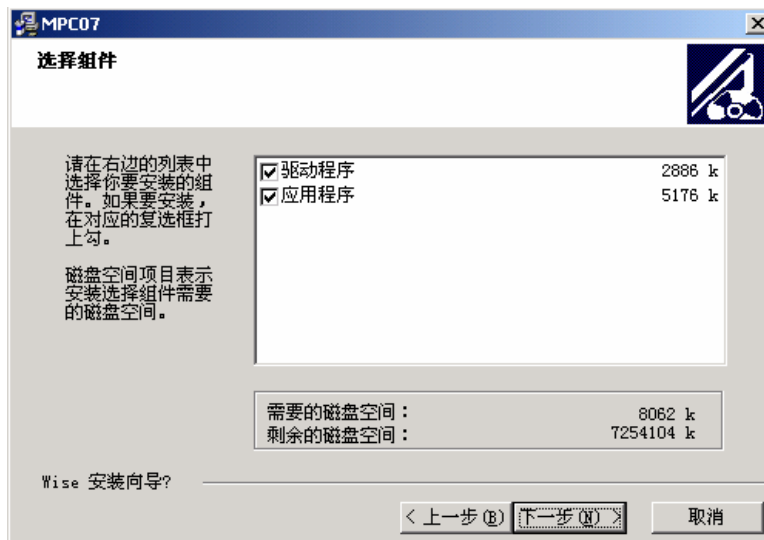 MPC07
选择组件
请在右边的列表中
选择你要安装的组
件。如果要安装，
在对应的复选框打
上勾。
磁盘空间项目表示
安装选择组件需要
的磁盘空间。
驱动程序 2886 k
应用程序 5176 k
需要的磁盘空间： 8062 k
剩余的磁盘空间： 7254104 k
Wise 安装向导?
< 上一步(B) 下一步(N) > 取消